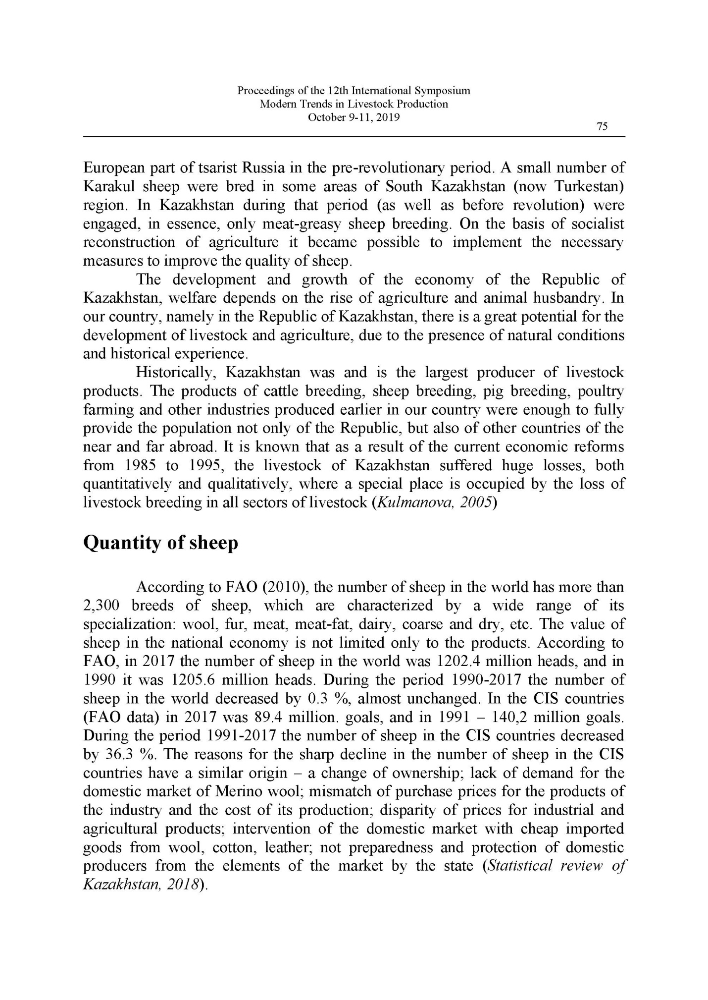 Proceedings of the 12th International Symposium
Modern Trends in Livestock Production
October 9-11, 2019
75
European part of tsarist Russia in the pre-revolutionary period. A small number of
Karakul sheep were bred in some areas of South Kazakhstan (now Turkestan)
region. In Kazakhstan during that period (as well as before revolution) were
engaged, in essence, only meat-greasy sheep breeding. On the basis of socialist
reconstruction of agriculture it became possible to implement the necessary
measures to improve the quality of sheep.
The development and growth of the economy of the Republic of
Kazakhstan, welfare depends on the rise of agriculture and animal husbandry. In
our country, namely in the Republic of Kazakhstan, there is a great potential for the
development of livestock and agriculture, due to the presence of natural conditions
and historical experience.
Historically, Kazakhstan was and is the largest producer of livestock
products. The products of cattle breeding, sheep breeding, pig breeding, poultry
farming and other industries produced earlier in our country were enough to fully
provide the population not only of the Republic, but also of other countries of the
near and far abroad. It is known that as a result of the current economic reforms
from 1985 to 1995, the livestock of Kazakhstan suffered huge losses, both
quantitatively and qualitatively, where a special place is occupied by the loss of
livestock breeding in all sectors of livestock (Kulmanova, 2005)
Quantity of sheep
According to FAO (2010), the number of sheep in the world has more than
2,300 breeds of sheep, which are characterized by a wide range of its
specialization: wool, fur, meat, meat-fat, dairy, coarse and dry, etc. The value of
sheep in the national economy is not limited only to the products. According to
FAO, in 2017 the number of sheep in the world was 1202.4 million heads, and in
1990 it was 1205.6 million heads. During the period 1990-2017 the number of
sheep in the world decreased by 0.3 %, almost unchanged. In the CIS countries
(FAO data) in 2017 was 89.4 million. goals, and in 1991 – 140,2 million goals.
During the period 1991-2017 the number of sheep in the CIS countries decreased
by 36.3 %. The reasons for the sharp decline in the number of sheep in the CIS
countries have a similar origin – a change of ownership; lack of demand for the
domestic market of Merino wool; mismatch of purchase prices for the products of
the industry and the cost of its production; disparity of prices for industrial and
agricultural products; intervention of the domestic market with cheap imported
goods from wool, cotton, leather; not preparedness and protection of domestic
producers from the elements of the market by the state (Statistical review of
Kazakhstan, 2018).